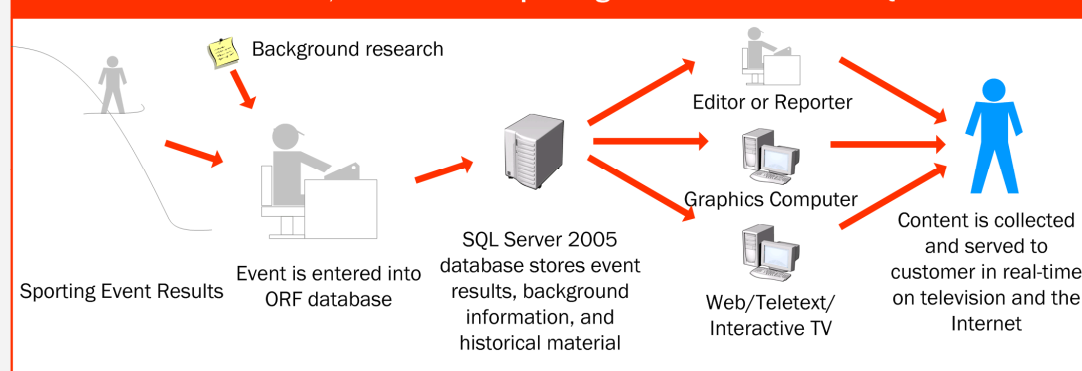 Background research
Sporting Event Results
Event is entered into
ORF database
SQL Server 2005
database stores event
results, background
information, and
historical material
Editor or Reporter
Graphics Computer
Web/Teletext/
Interactive TV
Content is collected
and served to
customer in real-time
on television and the
Internet